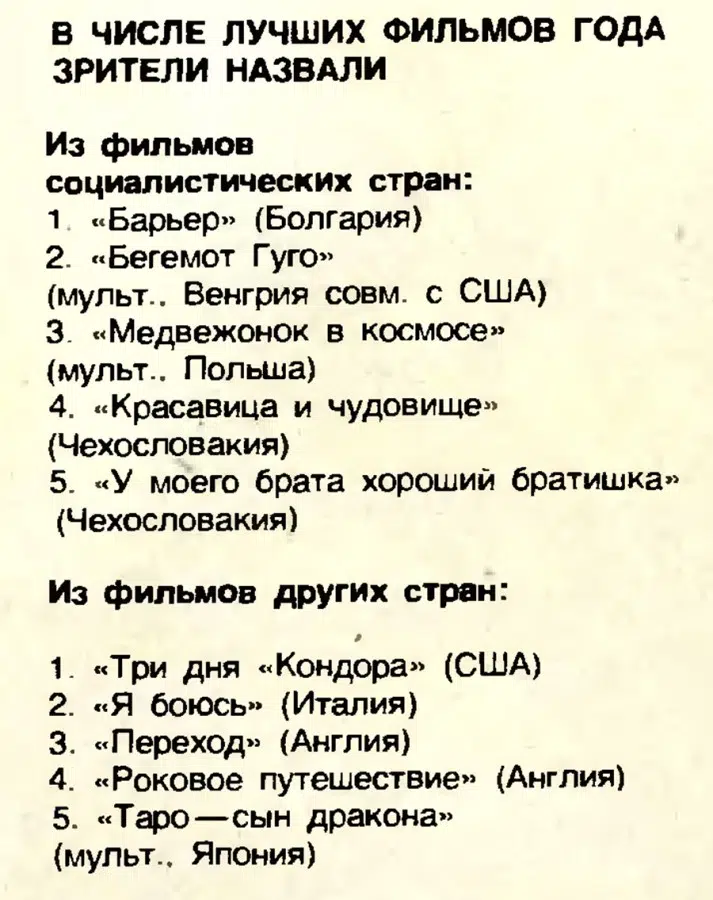 В ЧИСЛЕ ЛУЧШИХ ФИЛЬМОВ ГОДА
ЗРИТЕЛИ НАЗВАЛИ
Из фильмов
социалистических стран:
1. «Барьер» (Болгария)
2. «Бегемот Гуго»
(мульт., Венгрия совм. с США)
3. «Медвежонок в космосе»
(мульт., Польша)
4. «Красавица и чудовище»
(Чехословакия)
5. «У моего брата хороший братишка»
(Чехословакия)
Из фильмов других стран:
1. «Три дня «Кондора» (США)
2. «Я боюсь» (Италия)
3. «Переход» (Англия)
4. «Роковое путешествие» (Англия)
5. «Таро—сын дракона»
(мульт., Япония)